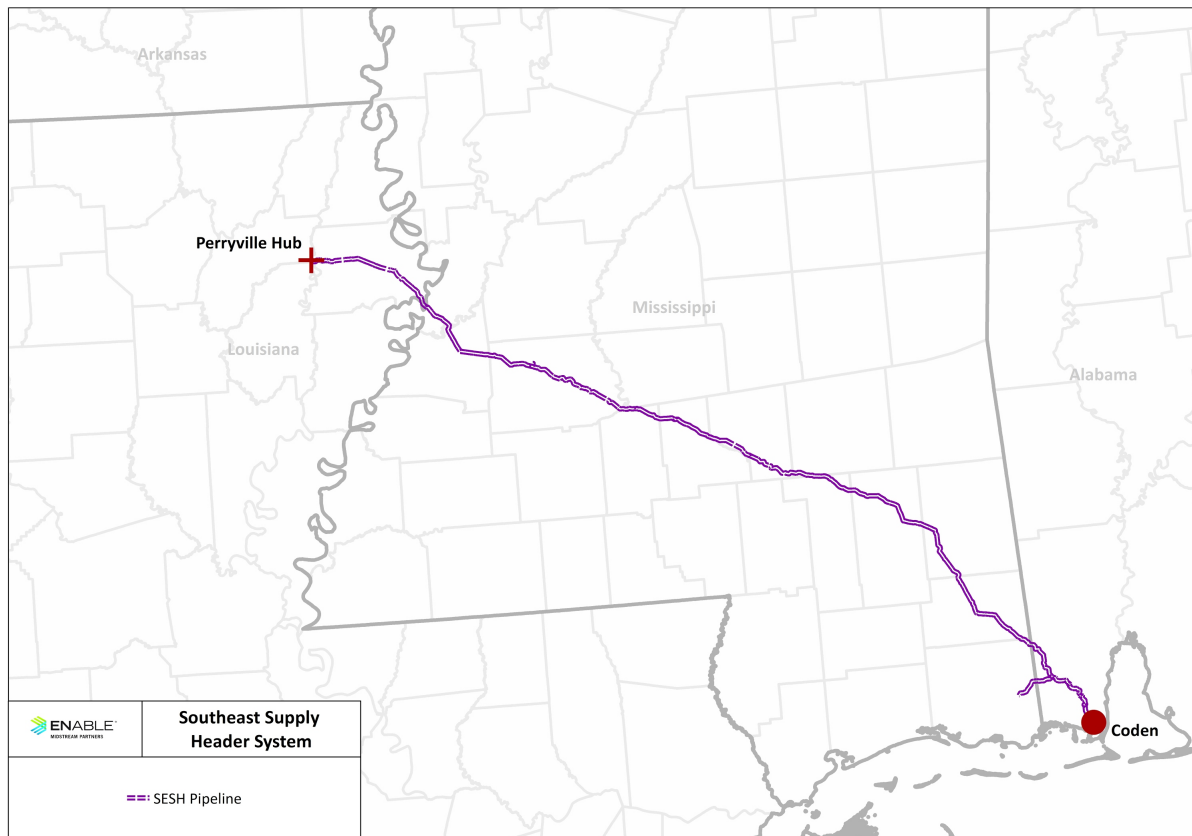 Arkansas
Perryville Hub
Mississippi
Louisiana
Alabama
Coden
ENABLE
MIDSTREAM PARTNERS
Southeast Supply
Header System
SESH Pipeline